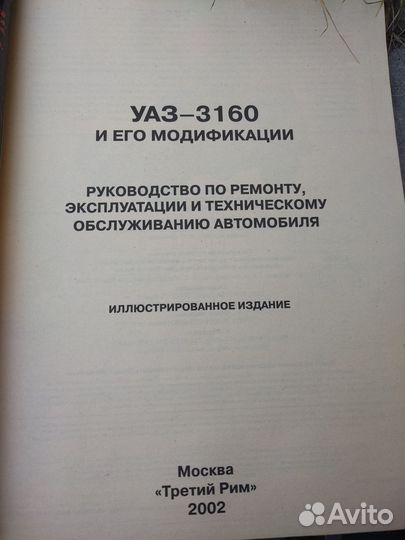 УАЗ–3160
И ЕГО МОДИФИКАЦИИ
РУКОВОДСТВО ПО РЕМОНТУ,
ЭКСПЛУАТАЦИИ И ТЕХНИЧЕСКОМУ
ОБСЛУЖИВАНИЮ АВТОМОБИЛЯ
ИЛЛЮСТРИРОВАННОЕ ИЗДАНИЕ
Москва
«Третий Рим»
2002
Avito